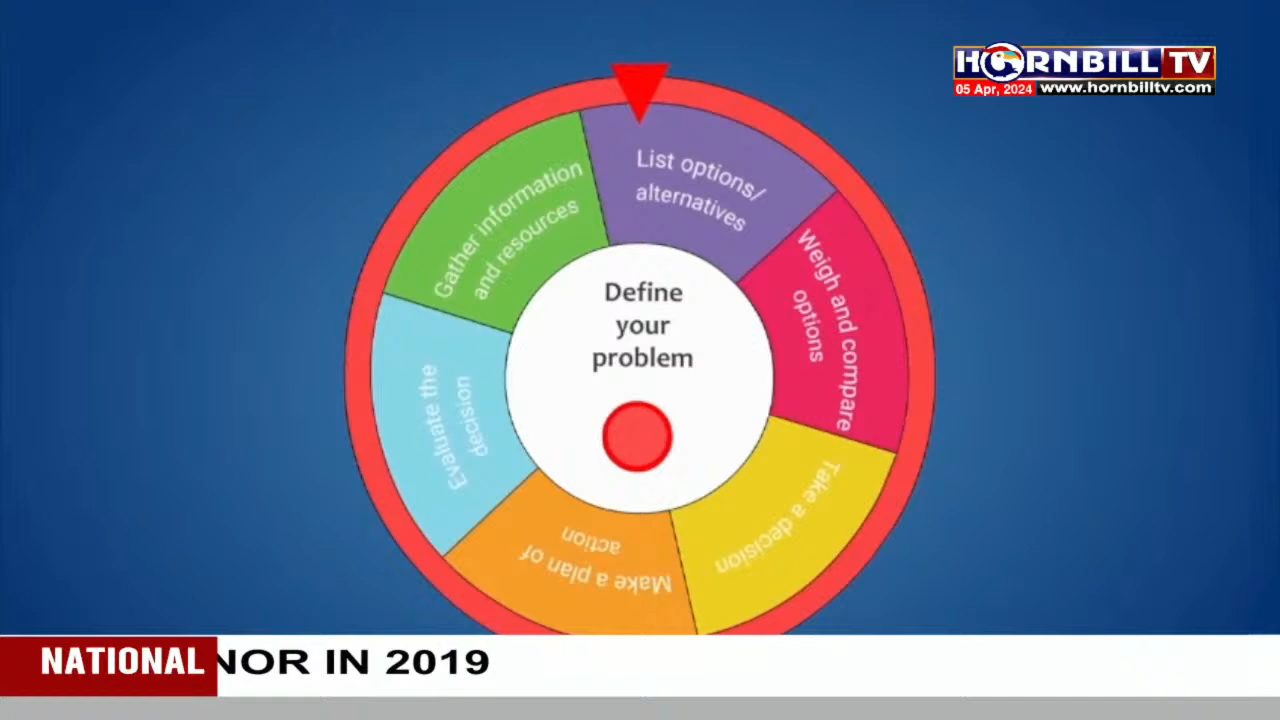 HORNBILL TV
05 Apr, 2024 www.hornbilltv.com
List options/
alternatives
Weigh and compare
options
Take a decision
Make a plan of
action
Evaluate the
decision
Gather information
and resources
Define
your
problem
NATIONAL NOR IN 2019